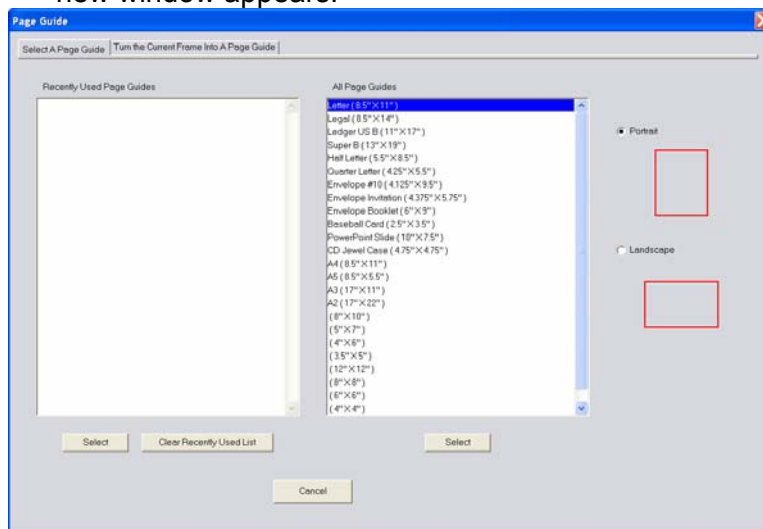 new window appears.
Page Guide
Select A Page Guide
Turn the Current Frame Into A Page Guide
Recently Used Page Guides
All Page Guides
Letter ( 8.5"X11" )
Legal ( 8.5"X14" )
Ledger US B ( 11"X17" )
Super B ( 13"X19" )
Half Letter ( 5.5"X8.5" )
Quarter Letter ( 4.25"X5.5" )
Envelope #10 ( 4.125"X9.5" )
Envelope Invitation ( 4.375"X5.75" )
Envelope Booklet ( 6"X9" )
Baseball Card ( 2.5"X3.5" )
PowerPoint Slide ( 10"X7.5" )
CD Jewel Case ( 4.75"X4.75" )
A4 ( 8.5"X11" )
A5 ( 8.5"X5.5" )
A3 ( 17"X11" )
A2 ( 17"X22" )
( 8"X10" )
( 5"X7" )
( 4"X6" )
( 3.5"X5" )
( 12"X12" )
( 8"X8" )
( 6"X6" )
( 4"X4" )
Portrait
Landscape
Select
Clear Recently Used List
Select
Cancel